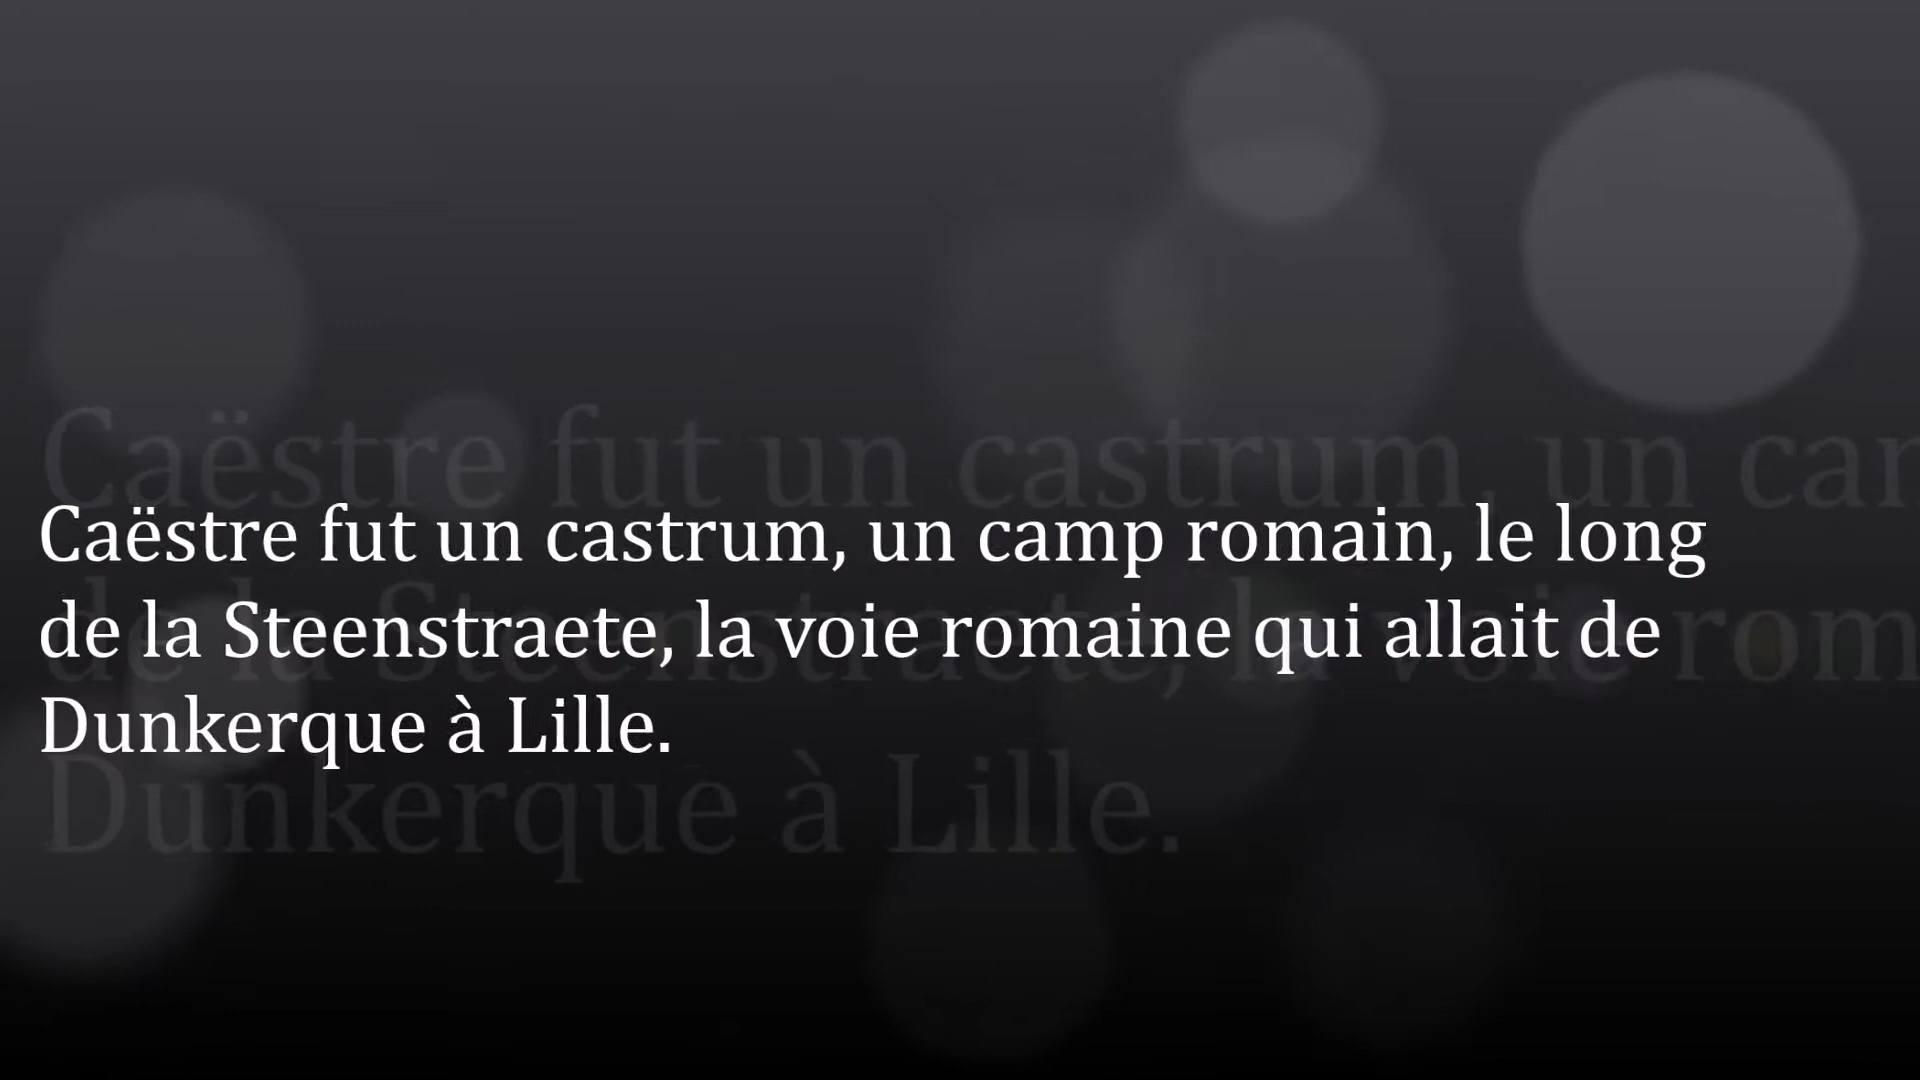 Caëstre fut un castrum, un camp romain, le long
de la Steenstraete, la voie romaine qui allait de
Dunkerque à Lille.